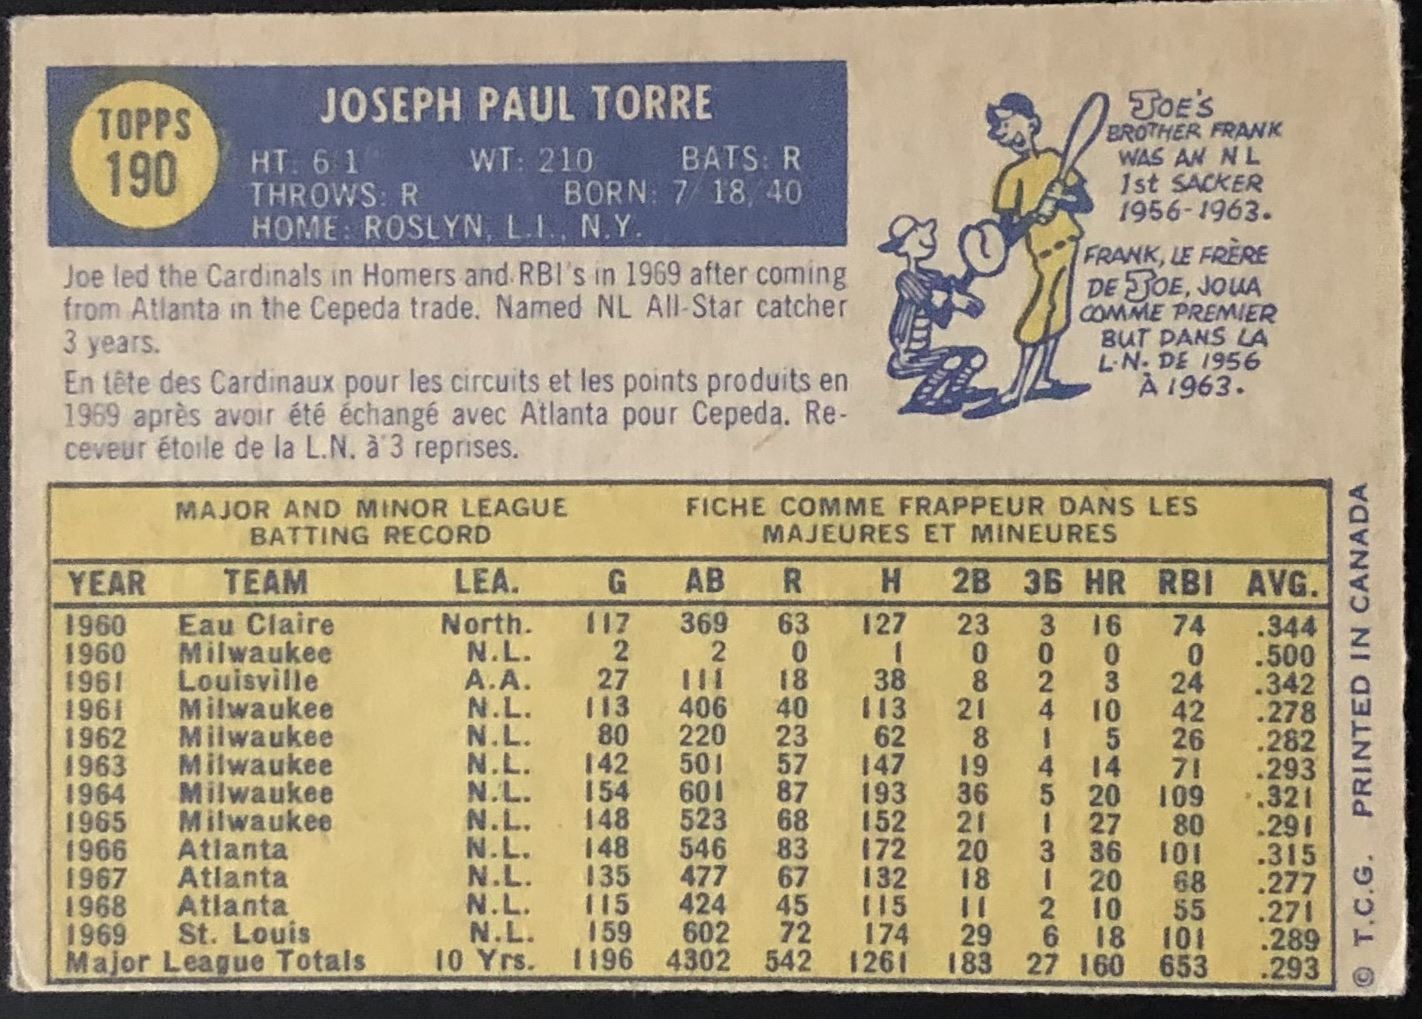 TOPPS
190
JOSEPH PAUL TORRE
HT: 6 1" WT: 210 BATS: R
THROWS: R BORN: 7/18/40
HOME: ROSLYN, L.I., N.Y.
Joe led the Cardinals in Homers and RBI's in 1969 after coming
from Atlanta in the Cepeda trade. Named NL All-Star catcher
3 years.
En tête des Cardinaux pour les circuits et les points produits en
1969 après avoir été échangé avec Atlanta pour Cepeda. Re-
ceveur étoile de la L.N. à 3 reprises.
JOE'S
BROTHER FRANK
WAS AN NL
1st SACKER
1956-1963.
FRANK, LE FRÈRE
DE JOE, JOUA
COMME PREMIER
BUT DANS LA
L.N. DE 1956
À 1963.
MAJOR AND MINOR LEAGUE
BATTING RECORD
FICHE COMME FRAPPEUR DANS LES
MAJEURES ET MINEURES
YEAR TEAM LEA. G AB R H 2B 3B HR RBI AVG.
1960 Eau Claire North. 117 369 63 127 23 3 16 74 .344
1960 Milwaukee N.L. 2 2 0 1 0 0 0 0 .500
1961 Louisville A.A. 27 111 18 38 8 2 3 24 .342
1961 Milwaukee N.L. 113 406 40 113 21 4 10 42 .278
1962 Milwaukee N.L. 80 220 23 62 8 1 5 26 .282
1963 Milwaukee N.L. 142 501 57 147 19 4 14 71 .293
1964 Milwaukee N.L. 154 601 87 193 36 5 20 109 .321
1965 Milwaukee N.L. 148 523 68 152 21 1 27 80 .291
1966 Atlanta N.L. 148 546 83 172 20 3 36 101 .315
1967 Atlanta N.L. 135 477 67 132 18 1 20 68 .277
1968 Atlanta N.L. 115 424 45 115 11 2 10 55 .271
1969 St. Louis N.L. 159 602 72 174 29 6 18 101 .289
Major League Totals 10 Yrs. 1196 4302 542 1261 183 27 160 653 .293
© T.C.G. PRINTED IN CANADA